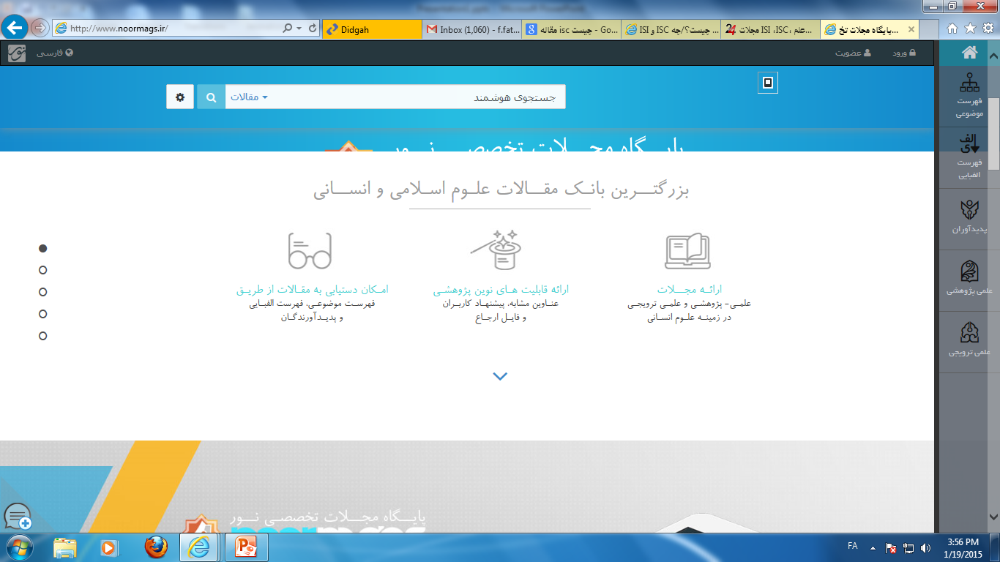 Presentation1.pptx - Microsoft PowerPoint
http://www.noormags.ir/
Didgah
Inbox (1,060) - f.fat...
مقاله isc چیست - Go...
ISI و ISC چیست؟/چه ...
مجلات ISI ،ISC، علم...
پایگاه مجلات تخ...
فارسی
عضویت
ورود
جستجوی هوشمند
مقالات
پایگاه مجلات تخصصی نور
بزرگترین بانک مقالات علوم اسلامی و انسانی
ارائه مجلات
علمی- پژوهشی و علمی ترویجی
در زمینه علوم انسانی
ارائه قابلیت های نوین پژوهشی
عناوین مشابه، پیشنهاد کاربران
و فایل ارجاع
امکان دستیابی به مقالات از طریق
فهرست موضوعی، فهرست الفبایی
و پدیدآورندگان
فهرست
موضوعی
الف
ی
فهرست
الفبایی
پدیدآوران
علمی پژوهشی
علمی ترویجی
پایگاه مجلات تخصصی نور
noormags
FA
3:56 PM
1/19/2015